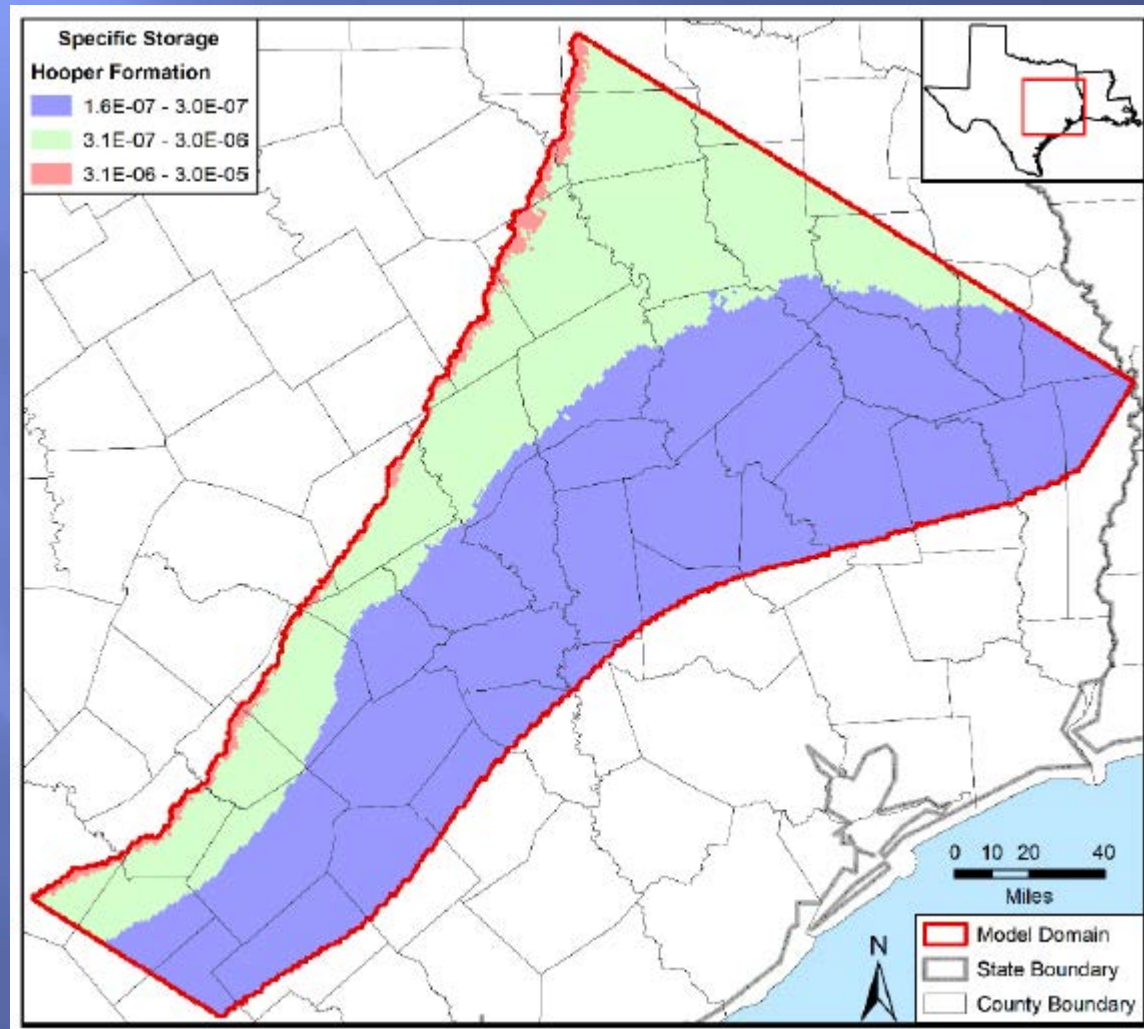 Specific Storage
Hooper Formation
1.6E-07 - 3.0E-07
3.1E-07 - 3.0E-06
3.1E-06 - 3.0E-05
0 10 20 40
Miles
N
Model Domain
State Boundary
County Boundary